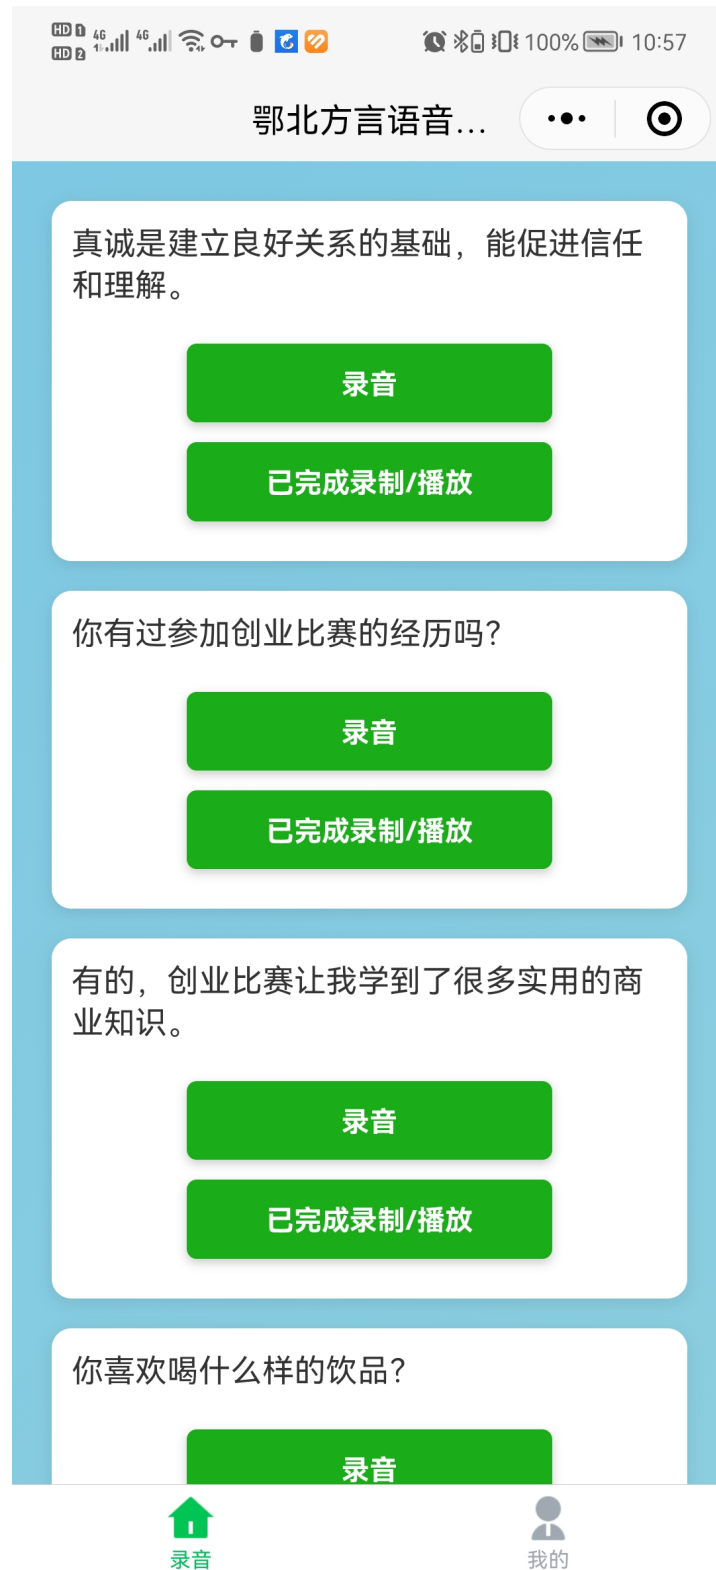 HD 1 4G 4G 100% 10:57
HD 2
鄂北方言语音...
真诚是建立良好关系的基础，能促进信任
和理解。
录音
已完成录制/播放
你有过参加创业比赛的经历吗？
录音
已完成录制/播放
有的，创业比赛让我学到了很多实用的商
业知识。
录音
已完成录制/播放
你喜欢喝什么样的饮品？
录音
录音 我的